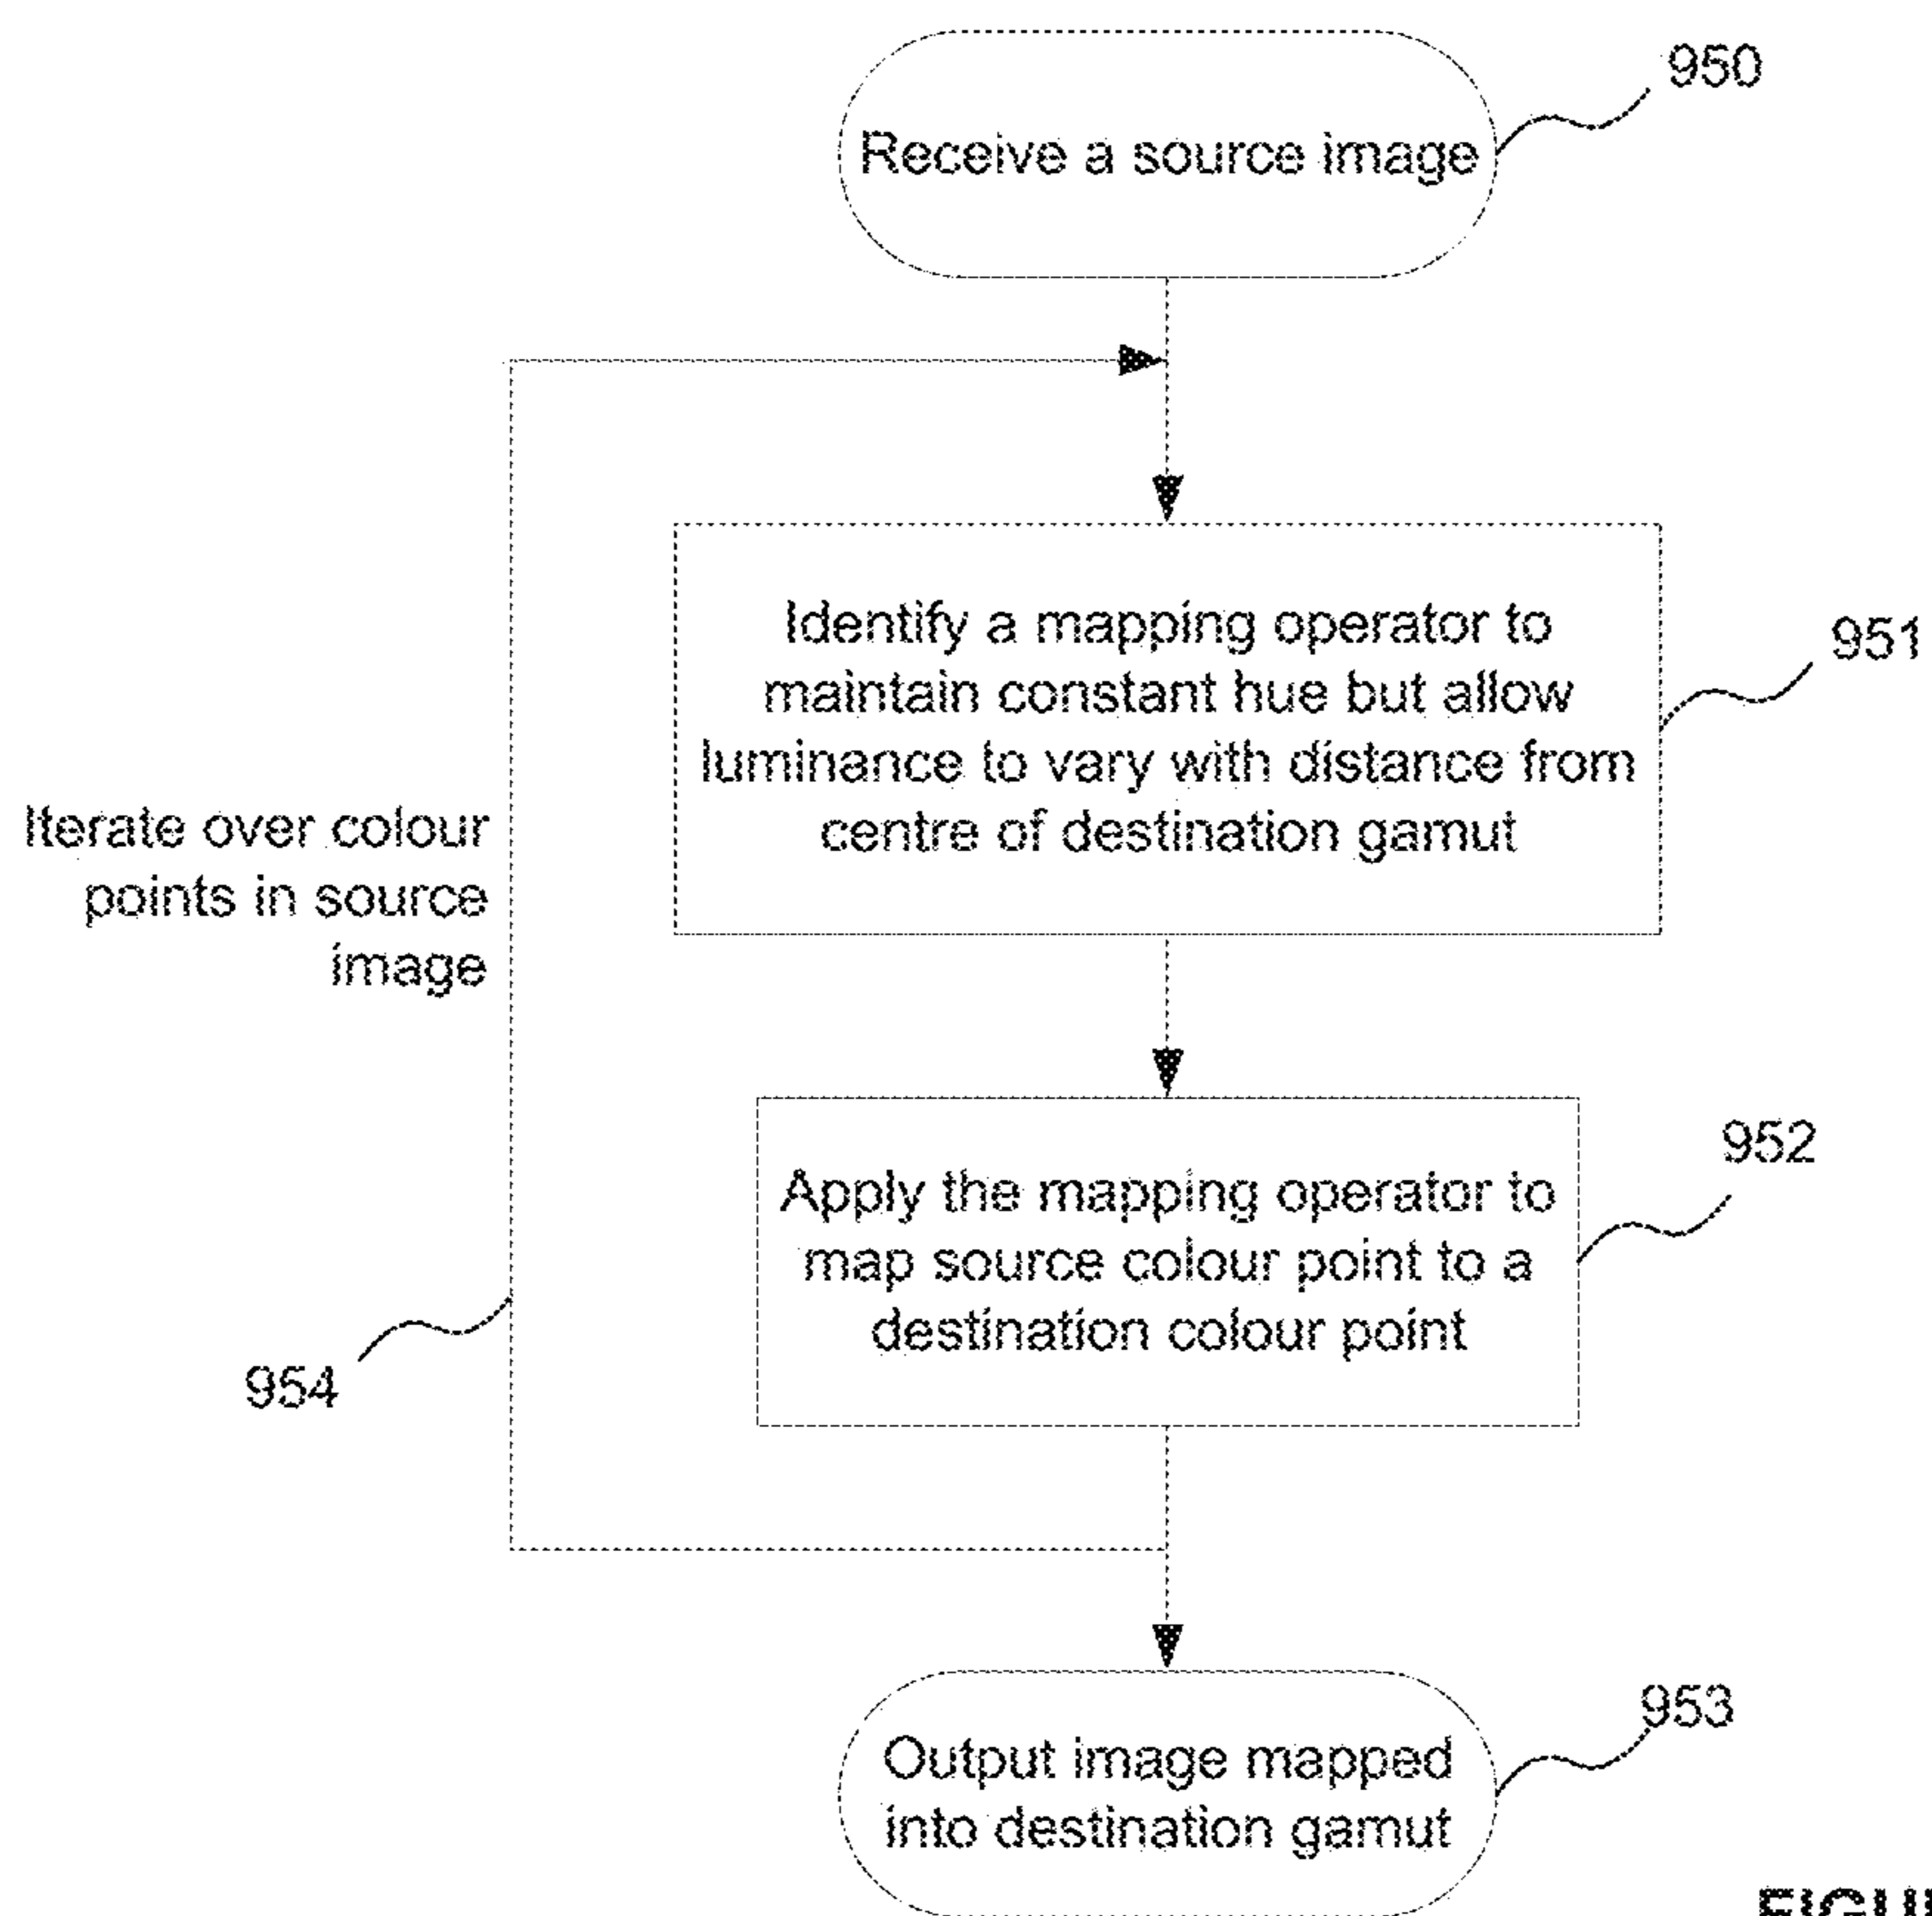 Receive a source image
950
Identify a mapping operator to
maintain constant hue but allow
luminance to vary with distance from
centre of destination gamut
951
Iterate over colour
points in source
image
Apply the mapping operator to
map source colour point to a
destination colour point
952
954
Output image mapped
into destination gamut
953